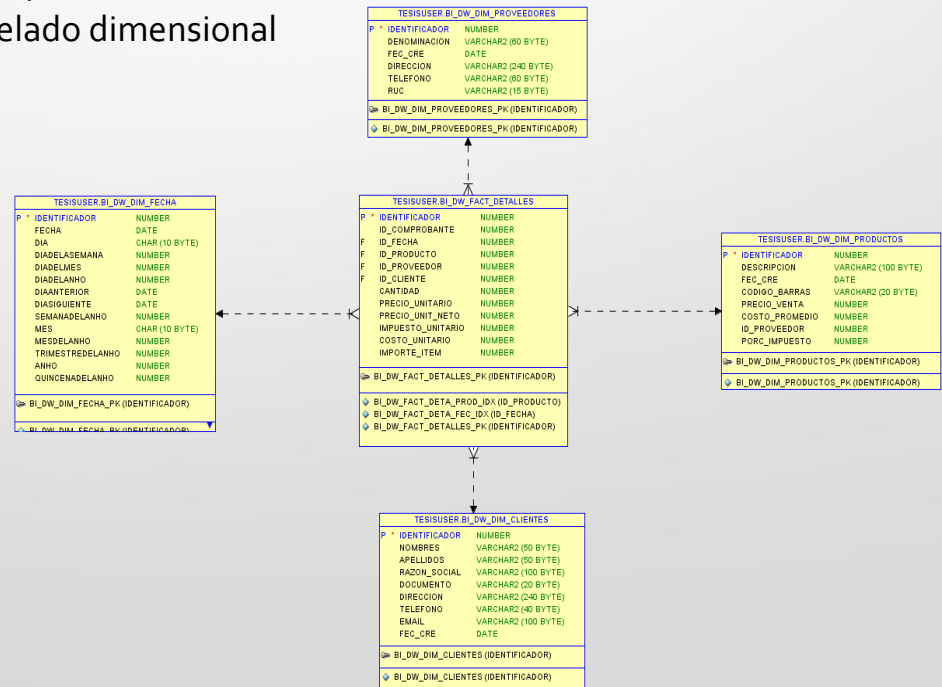 elado dimensional
TESISUSER.BI_DW_DIM_PROVEEDORES
P * IDENTIFICADOR NUMBER
DENOMINACION VARCHAR2 (60 BYTE)
FEC_CRE DATE
DIRECCION VARCHAR2 (240 BYTE)
TELEFONO VARCHAR2 (60 BYTE)
RUC VARCHAR2 (15 BYTE)
BI_DW_DIM_PROVEEDORES_PK (IDENTIFICADOR)
BI_DW_DIM_PROVEEDORES_PK (IDENTIFICADOR)
TESISUSER.BI_DW_DIM_FECHA
P * IDENTIFICADOR NUMBER
FECHA DATE
DIA CHAR (10 BYTE)
DIADELASEMANA NUMBER
DIADELMES NUMBER
DIADELANHO NUMBER
DIAANTERIOR DATE
DIASIGUIENTE DATE
SEMANADELANHO NUMBER
MES CHAR (10 BYTE)
MESDELANHO NUMBER
TRIMESTREDELANHO NUMBER
ANHO NUMBER
QUINCENADELANHO NUMBER
BI_DW_DIM_FECHA_PK (IDENTIFICADOR)
BI_DW_DIM_FECHA_PK (IDENTIFICADOR)
TESISUSER.BI_DW_FACT_DETALLES
P * IDENTIFICADOR NUMBER
ID_COMPROBANTE NUMBER
F ID_FECHA NUMBER
F ID_PRODUCTO NUMBER
F ID_PROVEEDOR NUMBER
F ID_CLIENTE NUMBER
CANTIDAD NUMBER
PRECIO_UNITARIO NUMBER
PRECIO_UNIT_NETO NUMBER
IMPUESTO_UNITARIO NUMBER
COSTO_UNITARIO NUMBER
IMPORTE_ITEM NUMBER
BI_DW_FACT_DETALLES_PK (IDENTIFICADOR)
BI_DW_FACT_DETA_PROD_IDX (ID_PRODUCTO)
BI_DW_FACT_DETA_FEC_IDX (ID_FECHA)
BI_DW_FACT_DETALLES_PK (IDENTIFICADOR)
TESISUSER.BI_DW_DIM_PRODUCTOS
P * IDENTIFICADOR NUMBER
DESCRIPCION VARCHAR2 (100 BYTE)
FEC_CRE DATE
CODIGO_BARRAS VARCHAR2 (20 BYTE)
PRECIO_VENTA NUMBER
COSTO_PROMEDIO NUMBER
ID_PROVEEDOR NUMBER
PORC_IMPUESTO NUMBER
BI_DW_DIM_PRODUCTOS_PK (IDENTIFICADOR)
BI_DW_DIM_PRODUCTOS_PK (IDENTIFICADOR)
TESISUSER.BI_DW_DIM_CLIENTES
P * IDENTIFICADOR NUMBER
NOMBRES VARCHAR2 (50 BYTE)
APELLIDOS VARCHAR2 (50 BYTE)
RAZON_SOCIAL VARCHAR2 (100 BYTE)
DOCUMENTO VARCHAR2 (20 BYTE)
DIRECCION VARCHAR2 (240 BYTE)
TELEFONO VARCHAR2 (40 BYTE)
EMAIL VARCHAR2 (100 BYTE)
FEC_CRE DATE
BI_DW_DIM_CLIENTES (IDENTIFICADOR)
BI_DW_DIM_CLIENTES (IDENTIFICADOR)